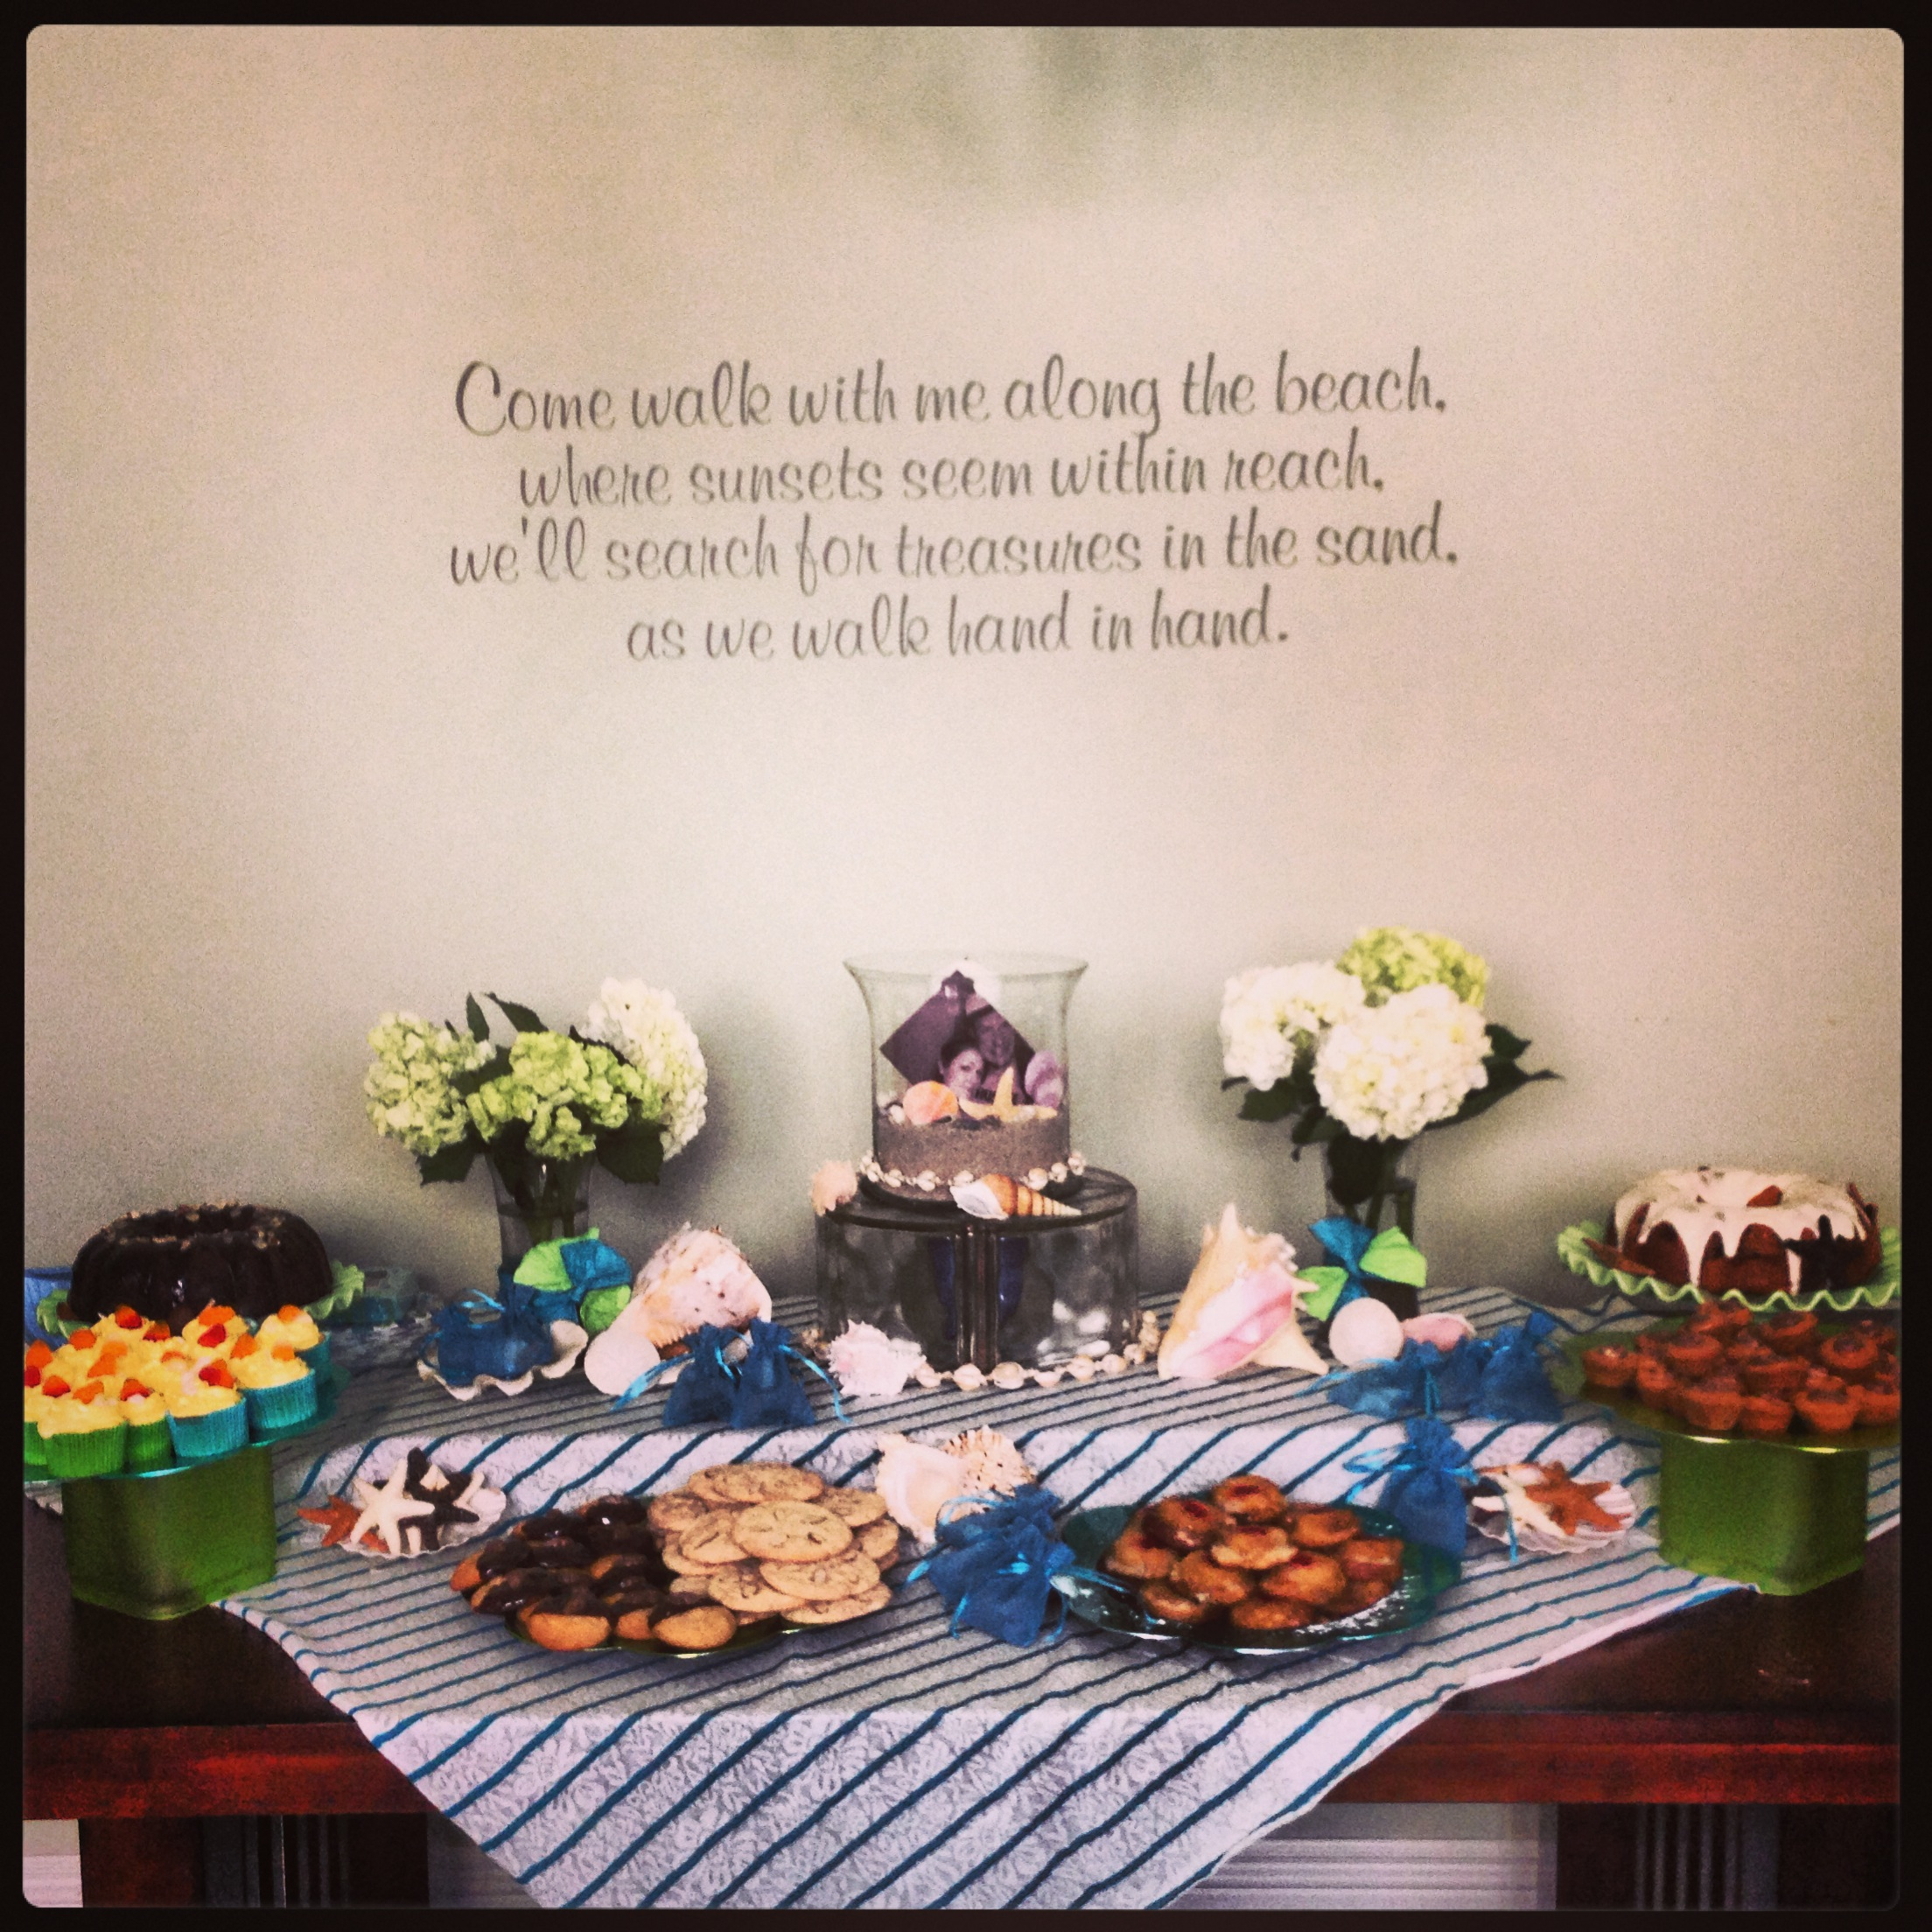 Come walk with me along the beach,
where sunsets seem within reach,
we'll search for treasures in the sand,
as we walk hand in hand.